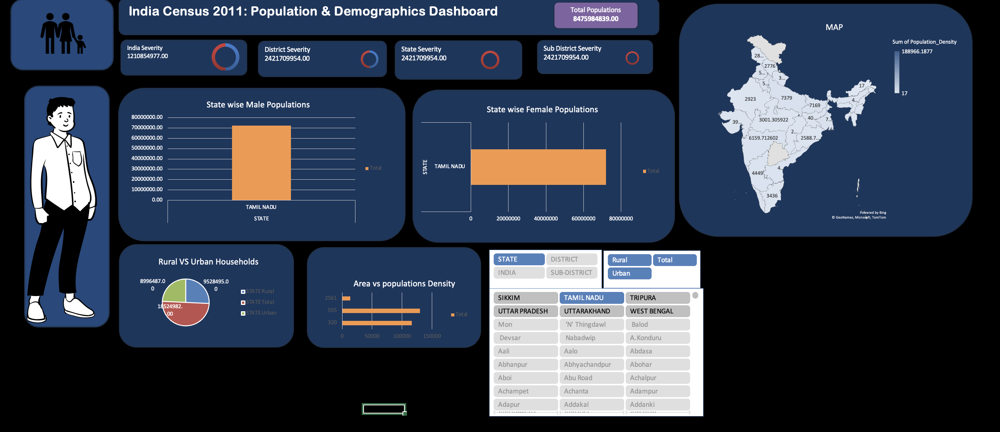 India Census 2011: Population & Demographics Dashboard
Total Populations
8475984839.00
India Severity
1210854977.00
District Severity
2421709954.00
State Severity
2421709954.00
Sub District Severity
2421709954.00
MAP
Sum of Population_Density
188966.1877
17
28...
2776
5...
3...
5...
17
2923
7379
4...
7169
3001.305922
40...
7...
39...
2...
6159.712602
2588.7...
4...
4449
3436
Powered by Bing
© GeoNames, Microsoft, TomTom
State wise Male Populations
80000000.00
70000000.00
60000000.00
50000000.00
40000000.00
30000000.00
20000000.00
10000000.00
0.00
TAMIL NADU
STATE
Total
State wise Female Populations
STATE
TAMIL NADU
0 20000000 40000000 60000000 80000000
Total
Rural VS Urban Households
8996487.0
0
9528495.0
0
18524982.
00
STATE Rural
STATE Total
STATE Urban
Area vs populations Density
2561
555
320
0 50000 100000 150000
Total
STATE DISTRICT
INDIA SUB-DISTRICT
Rural Total
Urban
SIKKIM TAMIL NADU TRIPURA
UTTAR PRADESH UTTARAKHAND WEST BENGAL
Mon 'N' Thingdawl Balod
Devsar Nabadwip A.Konduru
Aali Aalo Abdasa
Abhanpur Abhyachandpur Abohar
Aboi Abu Road Achalpur
Achampet Achanta Adampur
Adapur Addakal Addanki